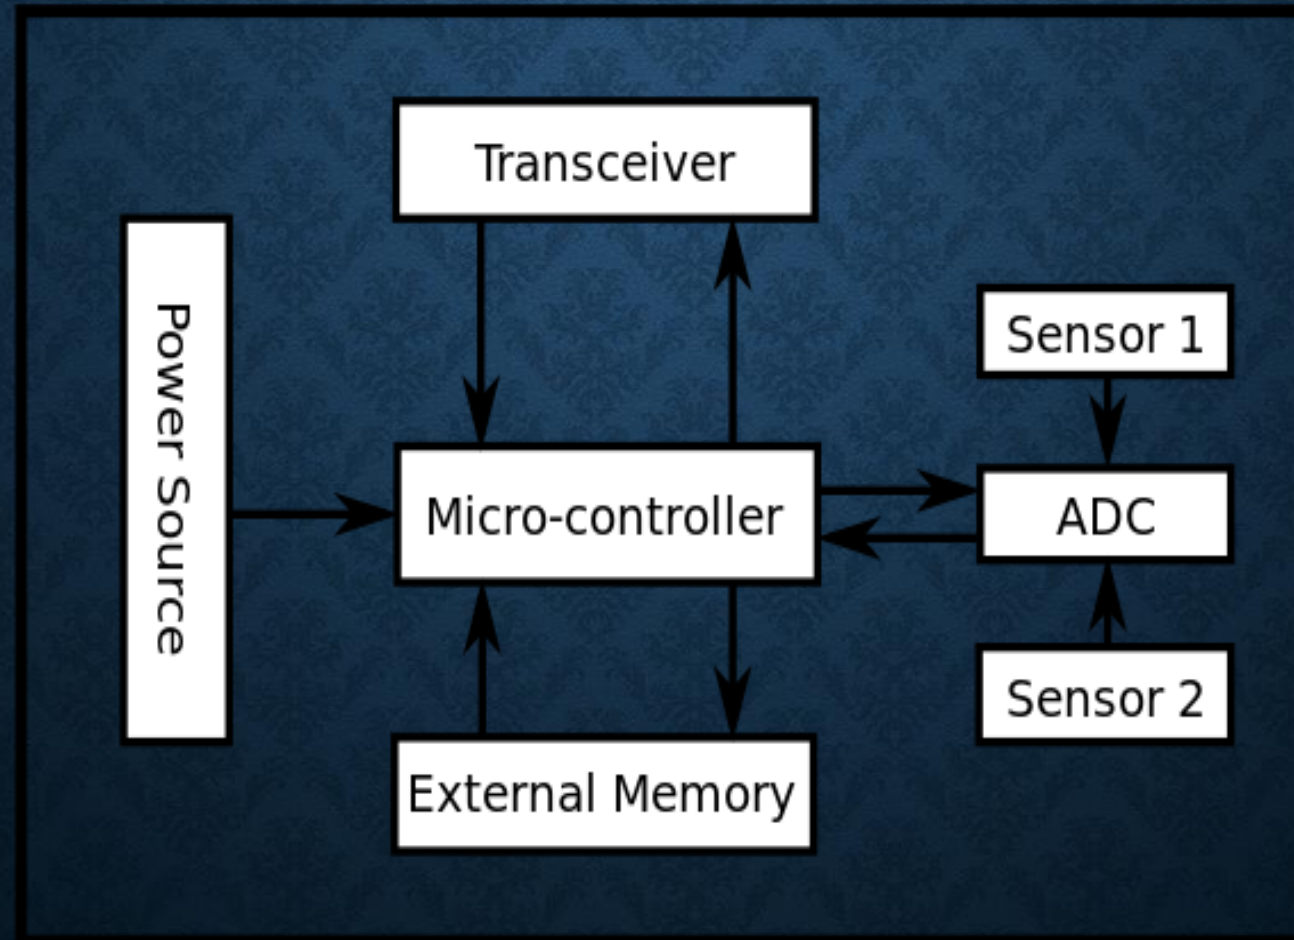 Transceiver
Power Source
Sensor 1
Micro-controller
ADC
Sensor 2
External Memory